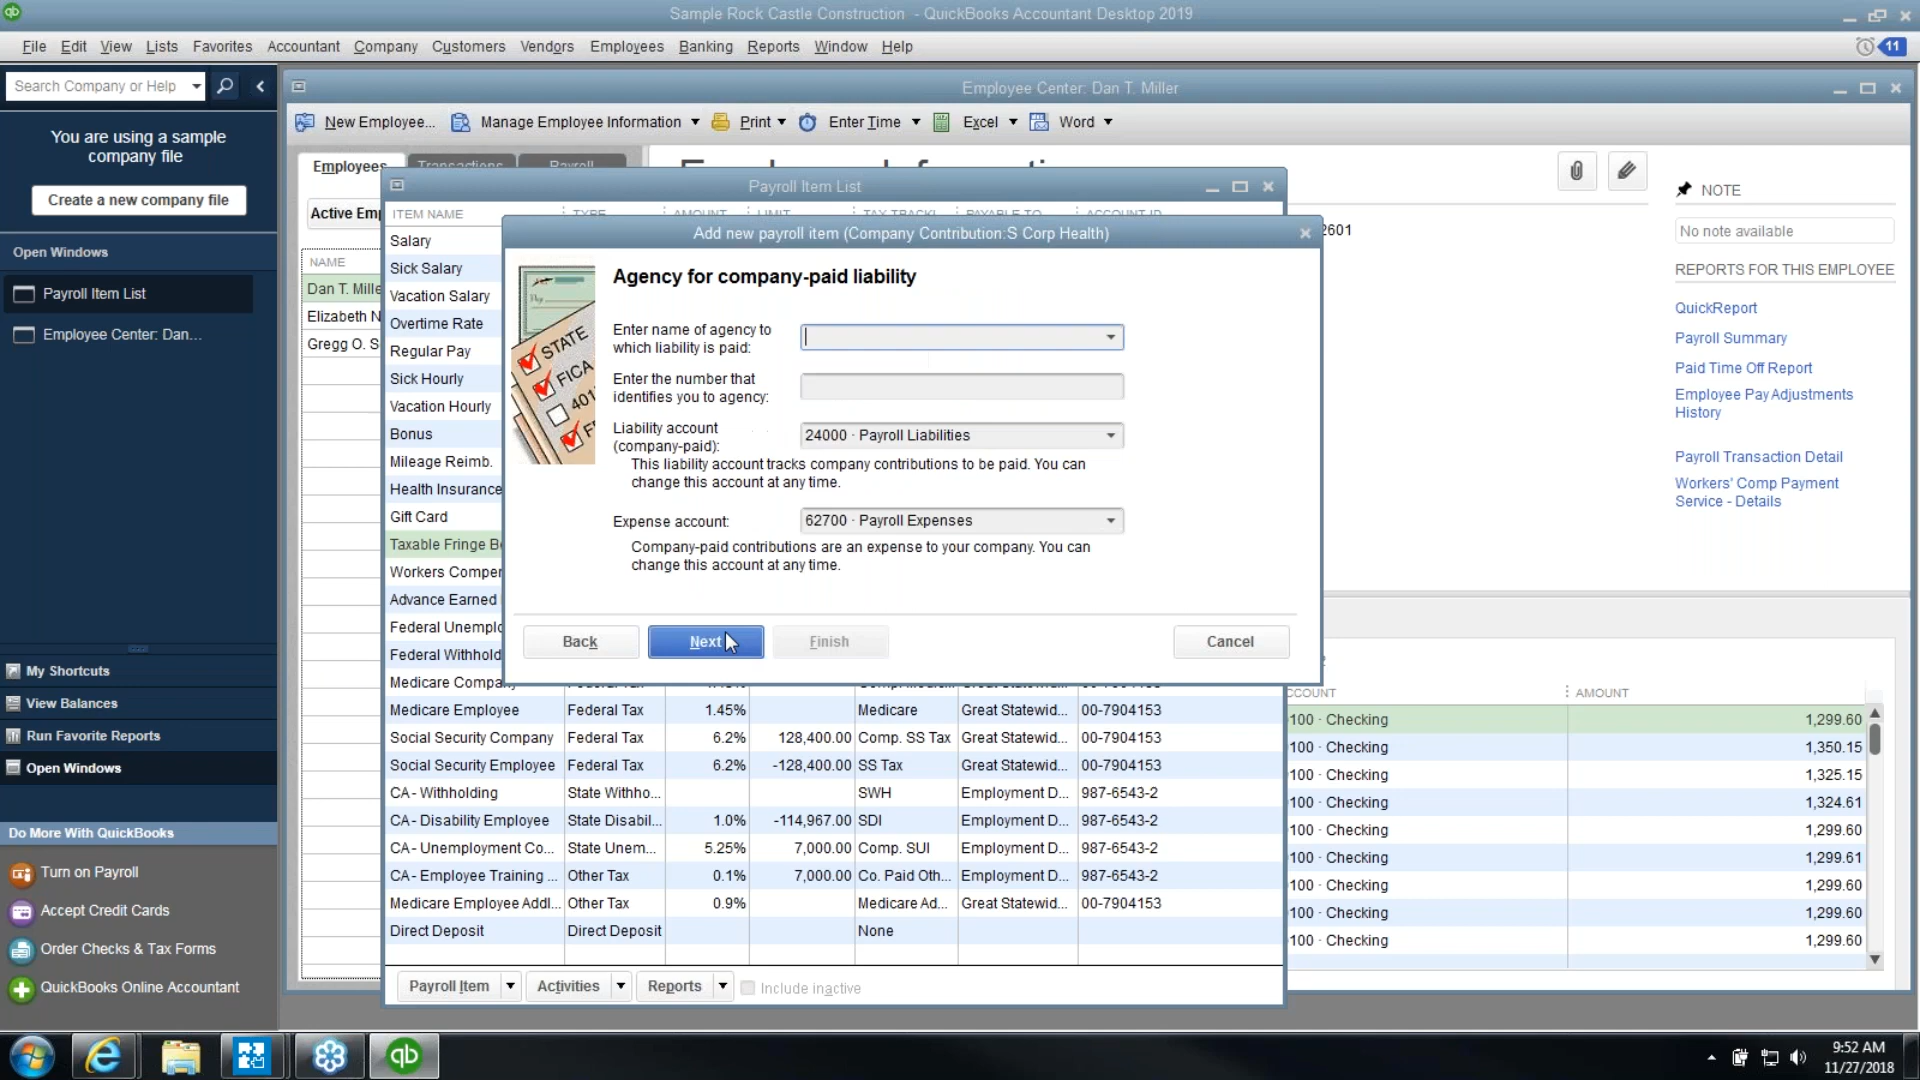 Sample Rock Castle Construction - QuickBooks Accountant Desktop 2019
File Edit View Lists Favorites Accountant Company Customers Vendors Employees Banking Reports Window Help
11
Search Company or Help
You are using a sample
company file
Create a new company file
Open Windows
Payroll Item List
Employee Center: Dan...
My Shortcuts
View Balances
Run Favorite Reports
Open Windows
Do More With QuickBooks
Turn on Payroll
Accept Credit Cards
Order Checks & Tax Forms
QuickBooks Online Accountant
Employee Center: Dan T. Miller
New Employee... Manage Employee Information Print Enter Time Excel Word
Employees Transactions Payroll
Active Emp
NAME
Dan T. Mille
Elizabeth N
Gregg O. S
2601
NOTE
No note available
REPORTS FOR THIS EMPLOYEE
QuickReport
Payroll Summary
Paid Time Off Report
Employee Pay Adjustments
History
Payroll Transaction Detail
Workers' Comp Payment
Service - Details
Payroll Item List
ITEM NAME TYPE AMOUNT LIMIT TAX TRACKI... PAYABLE TO ACCOUNT ID
Salary
Sick Salary
Vacation Salary
Overtime Rate
Regular Pay
Sick Hourly
Vacation Hourly
Bonus
Mileage Reimb.
Health Insurance
Gift Card
Taxable Fringe Be
Workers Compen
Advance Earned
Federal Unemplo
Federal Withhold
Medicare Company
Medicare Employee Federal Tax 1.45% Medicare Great Statewid... 00-7904153
Social Security Company Federal Tax 6.2% 128,400.00 Comp. SS Tax Great Statewid... 00-7904153
Social Security Employee Federal Tax 6.2% -128,400.00 SS Tax Great Statewid... 00-7904153
CA - Withholding State Withho... SWH Employment D... 987-6543-2
CA - Disability Employee State Disabil... 1.0% -114,967.00 SDI Employment D... 987-6543-2
CA - Unemployment Co... State Unem... 5.25% 7,000.00 Comp. SUI Employment D... 987-6543-2
CA - Employee Training ... Other Tax 0.1% 7,000.00 Co. Paid Oth... Employment D... 987-6543-2
Medicare Employee Addl... Other Tax 0.9% Medicare Ad... Great Statewid... 00-7904153
Direct Deposit Direct Deposit None
Payroll Item Activities Reports Include inactive
Add new payroll item (Company Contribution:S Corp Health)
STATE
FICA
401
Agency for company-paid liability
Enter name of agency to
which liability is paid:
Enter the number that
identifies you to agency:
Liability account
(company-paid):
24000 · Payroll Liabilities
This liability account tracks company contributions to be paid. You can
change this account at any time.
Expense account:
62700 · Payroll Expenses
Company-paid contributions are an expense to your company. You can
change this account at any time.
Back Next Finish Cancel
CCOUNT AMOUNT
100 · Checking 1,299.60
100 · Checking 1,350.15
100 · Checking 1,325.15
100 · Checking 1,324.61
100 · Checking 1,299.60
100 · Checking 1,299.61
100 · Checking 1,299.60
100 · Checking 1,299.60
100 · Checking 1,299.60
9:52 AM
11/27/2018